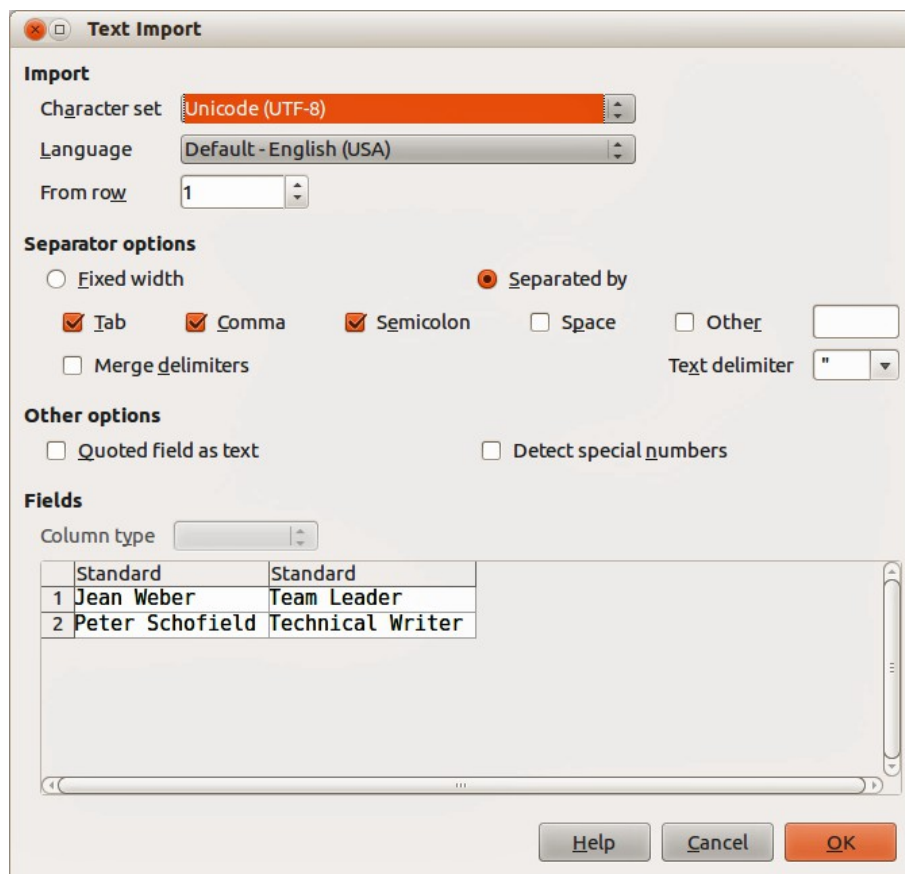 Text Import
Import
Character set Unicode (UTF-8)
Language Default - English (USA)
From row 1
Separator options
Fixed width Separated by
Tab Comma Semicolon Space Other
Merge delimiters Text delimiter "
Other options
Quoted field as text Detect special numbers
Fields
Column type
Standard Standard
1 Jean Weber Team Leader
2 Peter Schofield Technical Writer
Help Cancel OK